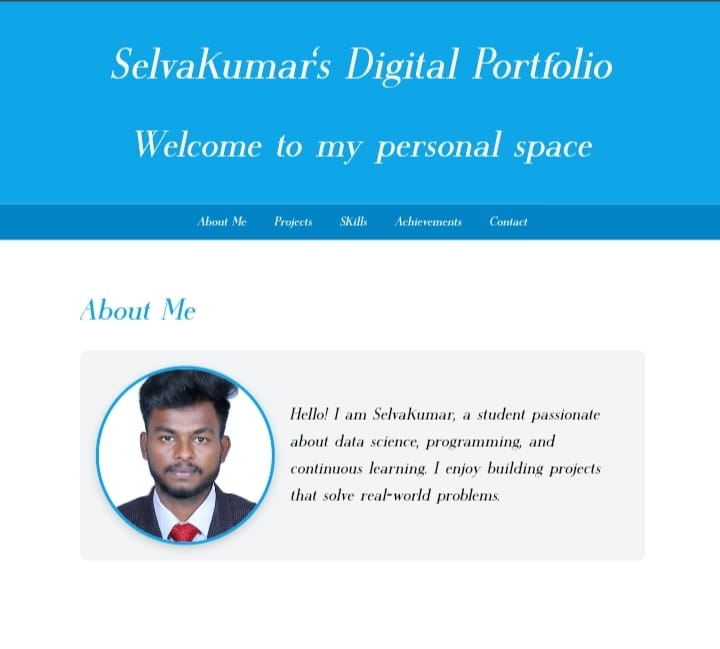 SelvaKumar's Digital Portfolio
Welcome to my personal space
About Me Projects Skills Achievements Contact
About Me
Hello! I am SelvaKumar, a student passionate
about data science, programming, and
continuous learning. I enjoy building projects
that solve real-world problems.